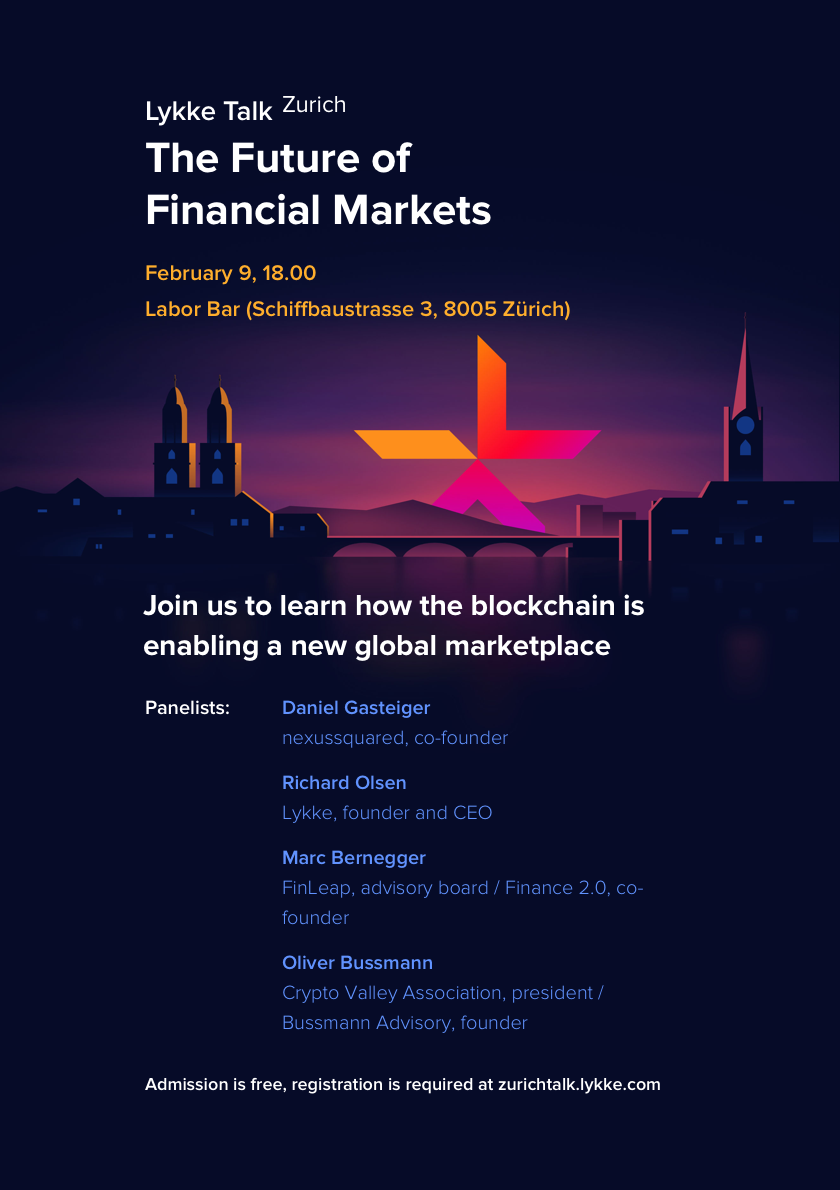 Lykke Talk Zurich
The Future of
Financial Markets
February 9, 18.00
Labor Bar (Schiffbaustrasse 3, 8005 Zürich)
Join us to learn how the blockchain is
enabling a new global marketplace
Panelists:
Daniel Gasteiger
nexussquared, co-founder
Richard Olsen
Lykke, founder and CEO
Marc Bernegger
FinLeap, advisory board / Finance 2.0, co-
founder
Oliver Bussmann
Crypto Valley Association, president /
Bussmann Advisory, founder
Admission is free, registration is required at zurichtalk.lykke.com